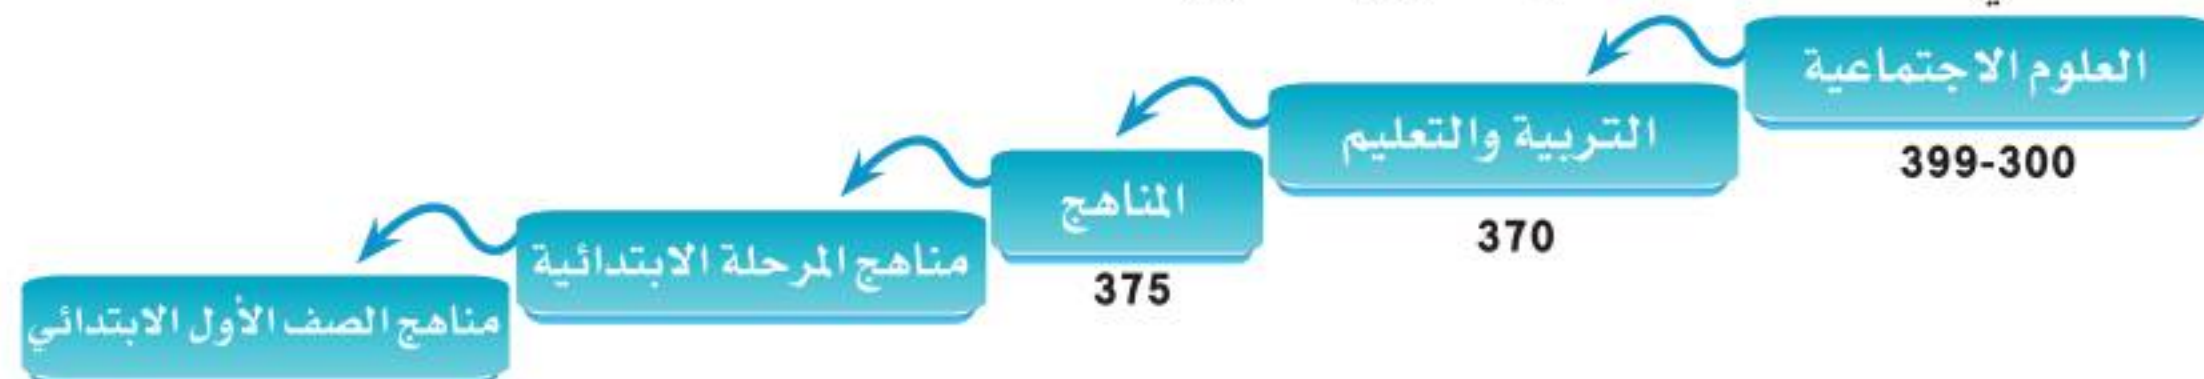 العلوم الاجتماعية
399-300
التربية والتعليم
370
المناهج
375
مناهج المرحلة الابتدائية
مناهج الصف الأول الابتدائي